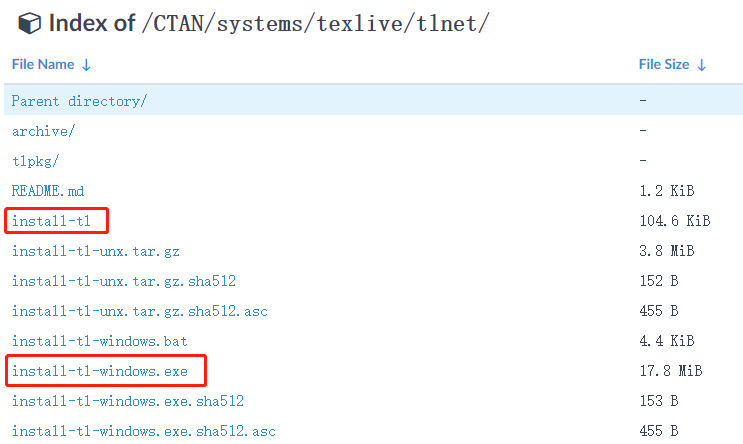 Index of /CTAN/systems/texlive/tlnet/
File Name ↓ File Size ↓
Parent directory/ -
archive/ -
tlpkg/ -
README.md 1.2 KiB
install-tl 104.6 KiB
install-tl-unx.tar.gz 3.8 MiB
install-tl-unx.tar.gz.sha512 152 B
install-tl-unx.tar.gz.sha512.asc 455 B
install-tl-windows.bat 4.4 KiB
install-tl-windows.exe 17.8 MiB
install-tl-windows.exe.sha512 153 B
install-tl-windows.exe.sha512.asc 455 B